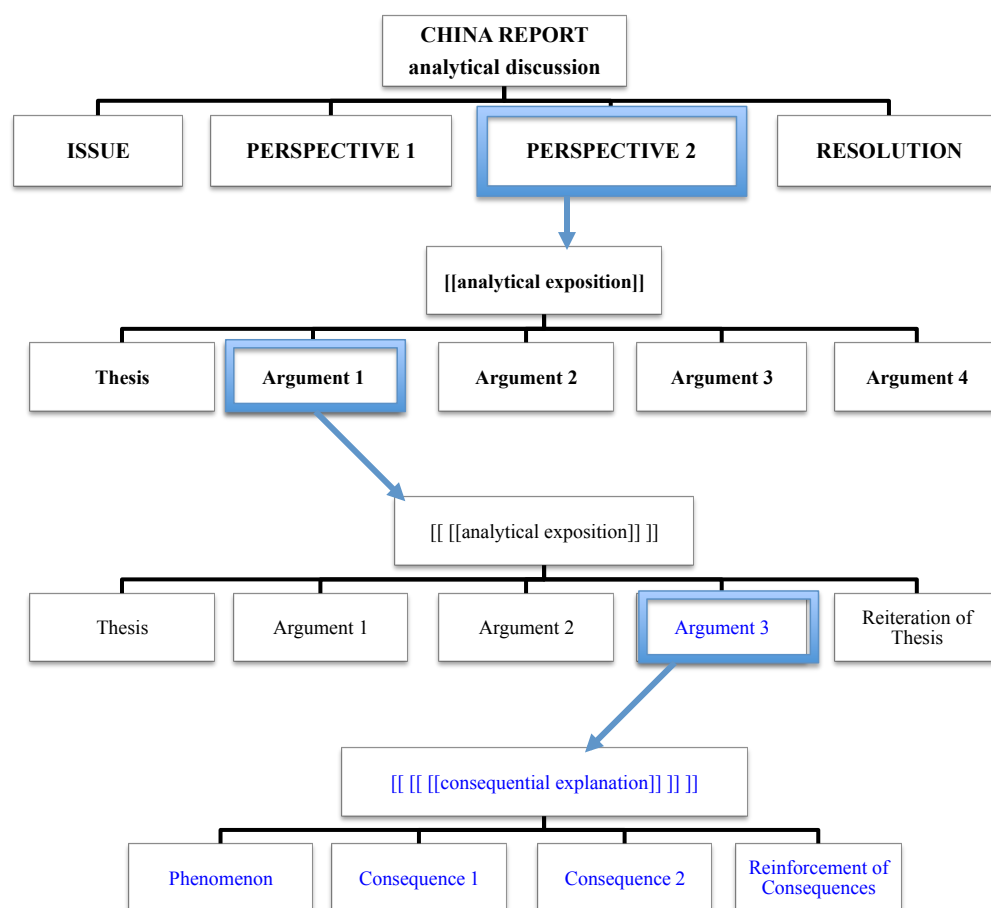 CHINA REPORT
analytical discussion
ISSUE
PERSPECTIVE 1
PERSPECTIVE 2
RESOLUTION
[[analytical exposition]]
Thesis
Argument 1
Argument 2
Argument 3
Argument 4
[[ [[analytical exposition]] ]]
Thesis
Argument 1
Argument 2
Argument 3
Reiteration of
Thesis
[[ [[ [[consequential explanation]] ]] ]]
Phenomenon
Consequence 1
Consequence 2
Reinforcement of
Consequences